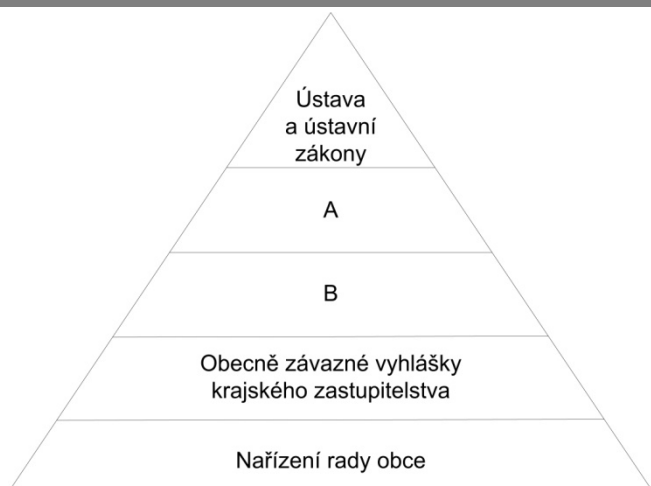 Ústava
a ústavní
zákony
A
B
Obecně závazné vyhlášky
krajského zastupitelstva
Nařízení rady obce